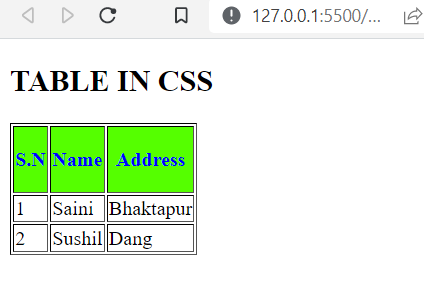 127.0.0.1:5500/...
TABLE IN CSS
S.N Name Address
1 Saini Bhaktapur
2 Sushil Dang